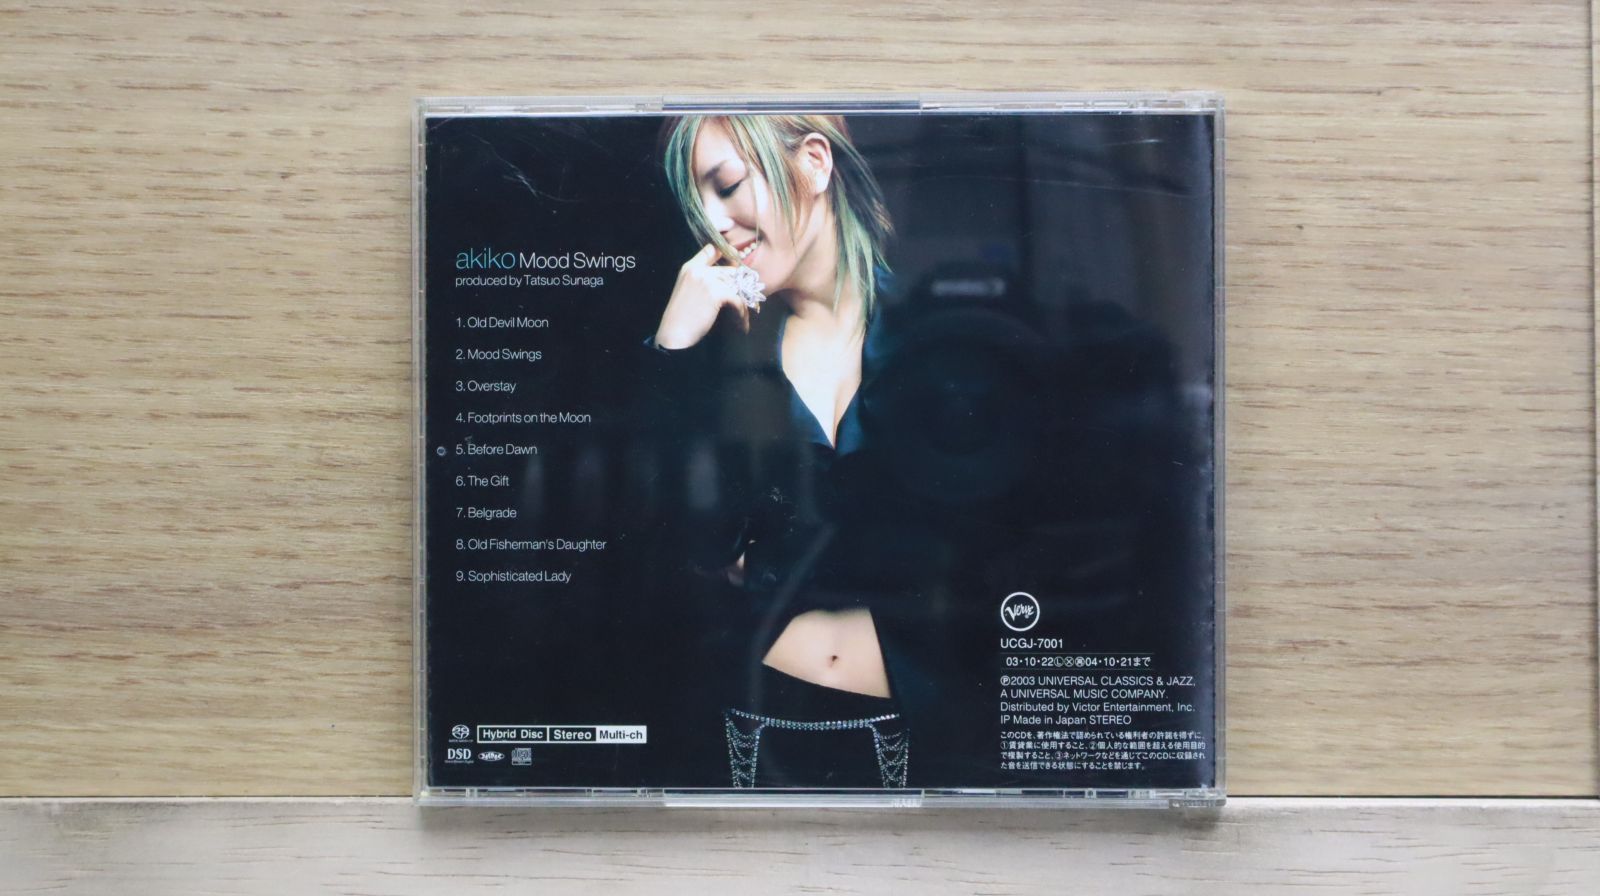 akiko Mood Swings
produced by Tatsuo Sunaga
1. Old Devil Moon
2. Mood Swings
3. Overstay
4. Footprints on the Moon
5. Before Dawn
6. The Gift
7. Belgrade
8. Old Fisherman's Daughter
9. Sophisticated Lady
Verve
UCGJ-7001
03・10・22ⓁⓍ㊢04・10・21まで
Ⓟ2003 UNIVERSAL CLASSICS & JAZZ,
A UNIVERSAL MUSIC COMPANY.
Distributed by Victor Entertainment, Inc.
IP Made in Japan STEREO
このCDを、著作権法で認められている権利者の許諾を得ずに、
①賃貸業に使用すること、②個人的な範囲を超える使用目的
で複製すること、③ネットワークなどを通じてこのCDに収録され
た音を送信できる状態にすることを禁じます。
Hybrid Disc Stereo Multi-ch
DSD